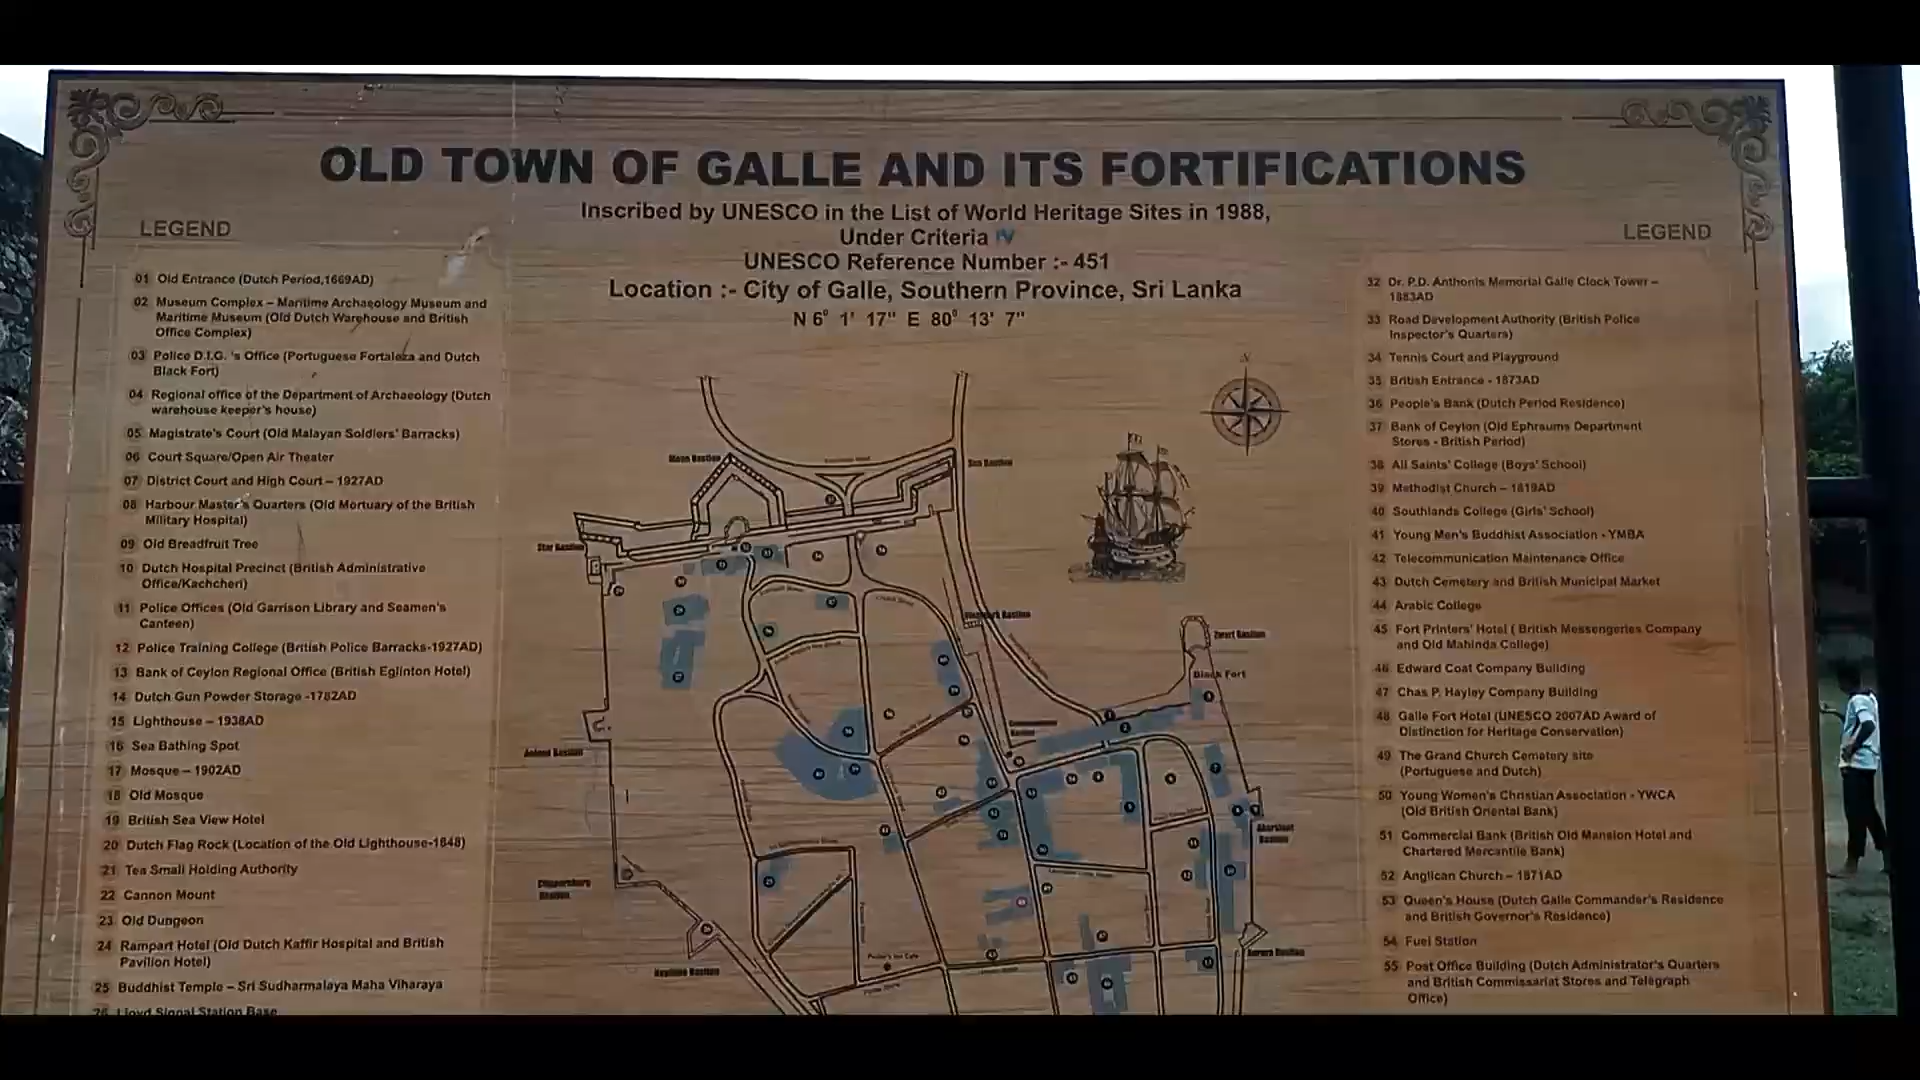 OLD TOWN OF GALLE AND ITS FORTIFICATIONS
Inscribed by UNESCO in the List of World Heritage Sites in 1988,
Under Criteria IV
UNESCO Reference Number :- 451
Location :- City of Galle, Southern Province, Sri Lanka
N 6° 1' 17" E 80° 13' 7"
LEGEND
01 Old Entrance (Dutch Period,1669AD)
02 Museum Complex – Maritime Archaeology Museum and
Maritime Museum (Old Dutch Warehouse and British
Office Complex)
03 Police D.I.G. 's Office (Portuguese Fortaleza and Dutch
Black Fort)
04 Regional office of the Department of Archaeology (Dutch
warehouse keeper's house)
05 Magistrate's Court (Old Malayan Soldiers' Barracks)
06 Court Square/Open Air Theater
07 District Court and High Court – 1927AD
08 Harbour Master's Quarters (Old Mortuary of the British
Military Hospital)
09 Old Breadfruit Tree
10 Dutch Hospital Precinct (British Administrative
Office/Kachcheri)
11 Police Offices (Old Garrison Library and Seamen's
Canteen)
12 Police Training College (British Police Barracks-1927AD)
13 Bank of Ceylon Regional Office (British Eglinton Hotel)
14 Dutch Gun Powder Storage -1782AD
15 Lighthouse – 1938AD
16 Sea Bathing Spot
17 Mosque – 1902AD
18 Old Mosque
19 British Sea View Hotel
20 Dutch Flag Rock (Location of the Old Lighthouse-1848)
21 Tea Small Holding Authority
22 Cannon Mount
23 Old Dungeon
24 Rampart Hotel (Old Dutch Kaffir Hospital and British
Pavilion Hotel)
25 Buddhist Temple – Sri Sudharmalaya Maha Viharaya
26 Lloyd Signal Station Base
N
Moon Bastion
Sun Bastion
Star Bastion
Zwart Bastion
Black Fort
Aeolus Bastion
Commandment
Bastion
Akersloot
Bastion
Clippenburg
Bastion
Neptune Bastion
Aurora Bastion
Pedlar's Inn Cafe
LEGEND
32 Dr. P.D. Anthonis Memorial Galle Clock Tower –
1883AD
33 Road Development Authority (British Police
Inspector's Quarters)
34 Tennis Court and Playground
35 British Entrance - 1873AD
36 People's Bank (Dutch Period Residence)
37 Bank of Ceylon (Old Ephraums Department
Stores - British Period)
38 All Saints' College (Boys' School)
39 Methodist Church – 1819AD
40 Southlands College (Girls' School)
41 Young Men's Buddhist Association - YMBA
42 Telecommunication Maintenance Office
43 Dutch Cemetery and British Municipal Market
44 Arabic College
45 Fort Printers' Hotel ( British Messengeries Company
and Old Mahinda College)
46 Edward Coat Company Building
47 Chas P. Hayley Company Building
48 Galle Fort Hotel (UNESCO 2007AD Award of
Distinction for Heritage Conservation)
49 The Grand Church Cemetery site
(Portuguese and Dutch)
50 Young Women's Christian Association - YWCA
(Old British Oriental Bank)
51 Commercial Bank (British Old Mansion Hotel and
Chartered Mercantile Bank)
52 Anglican Church – 1871AD
53 Queen's House (Dutch Galle Commander's Residence
and British Governor's Residence)
54 Fuel Station
55 Post Office Building (Dutch Administrator's Quarters
and British Commissariat Stores and Telegraph
Office)